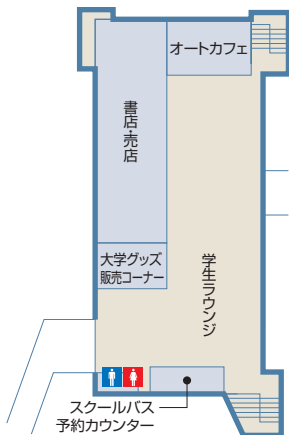 オートカフェ
書店・売店
大学グッズ
販売コーナー
学生ラウンジ
スクールバス
予約カウンター